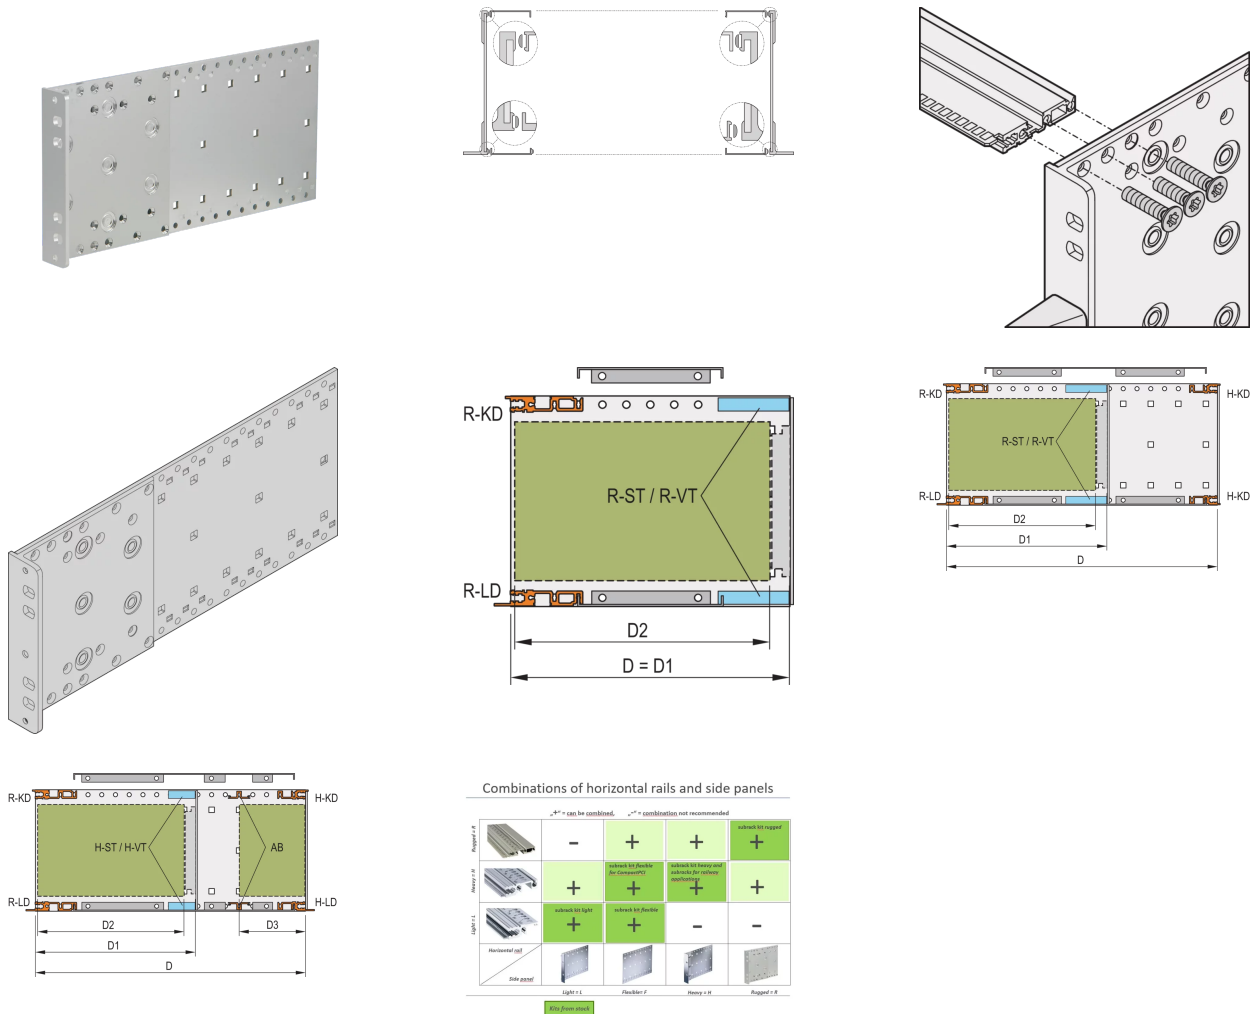 R-KD
R-ST / R-VT
R-LD
D2
D = D1
R-KD
H-KD
R-ST / R-VT
R-LD
H-KD
D2
D1
D
R-KD
H-KD
H-ST / H-VT
AB
R-LD
H-LD
D2
D3
D1
D
Combinations of horizontal rails and side panels
„+“ = can be combined, „-“ = combination not recommended
Rugged = R
-
+
+
subrack kit rugged
+
Heavy = H
+
subrack kit flexible
for CompactPCI
+
subrack kit heavy and
subracks for railway
applications
+
+
Light = L
subrack kit light
+
subrack kit flexible
+
-
-
Horizontal rail
Side panel
Light = L
Flexible= F
Heavy = H
Rugged = R
Kits from stock